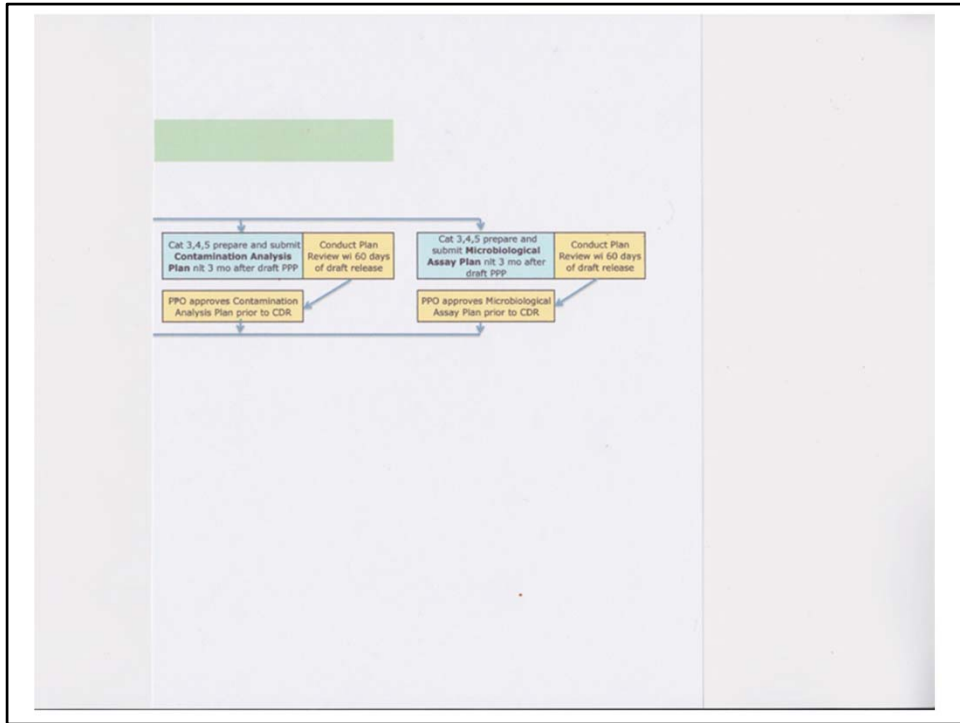 Cat 3,4,5 prepare and submit
Contamination Analysis
Plan nlt 3 mo after draft PPP
Conduct Plan
Review wi 60 days
of draft release
Cat 3,4,5 prepare and
submit Microbiological
Assay Plan nlt 3 mo after
draft PPP
Conduct Plan
Review wi 60 days
of draft release
PPO approves Contamination
Analysis Plan prior to CDR
PPO approves Microbiological
Assay Plan prior to CDR